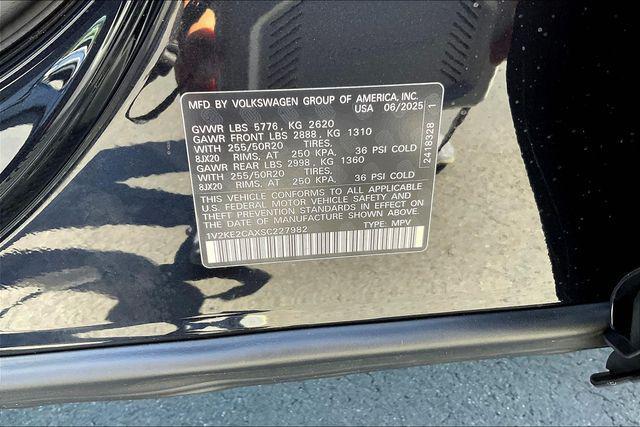 MFD BY VOLKSWAGEN GROUP OF AMERICA, INC.
USA 06/2025
GVWR LBS 5776, KG 2620
GAWR FRONT LBS 2888, KG 1310
WITH 255/50R20 TIRES.
8JX20 RIMS. AT 250 KPA. 36 PSI COLD
GAWR REAR LBS 2998, KG 1360
WITH 255/50R20 TIRES.
8JX20 RIMS. AT 250 KPA. 36 PSI COLD
THIS VEHICLE CONFORMS TO ALL APPLICABLE
U.S. FEDERAL MOTOR VEHICLE SAFETY AND
THEFT PREVENTION STANDARDS IN EFFECT ON
THE DATE OF MANUFACTURE SHOWN ABOVE.
1V2KE2CAXSC227982 TYPE: MPV
2418328 1